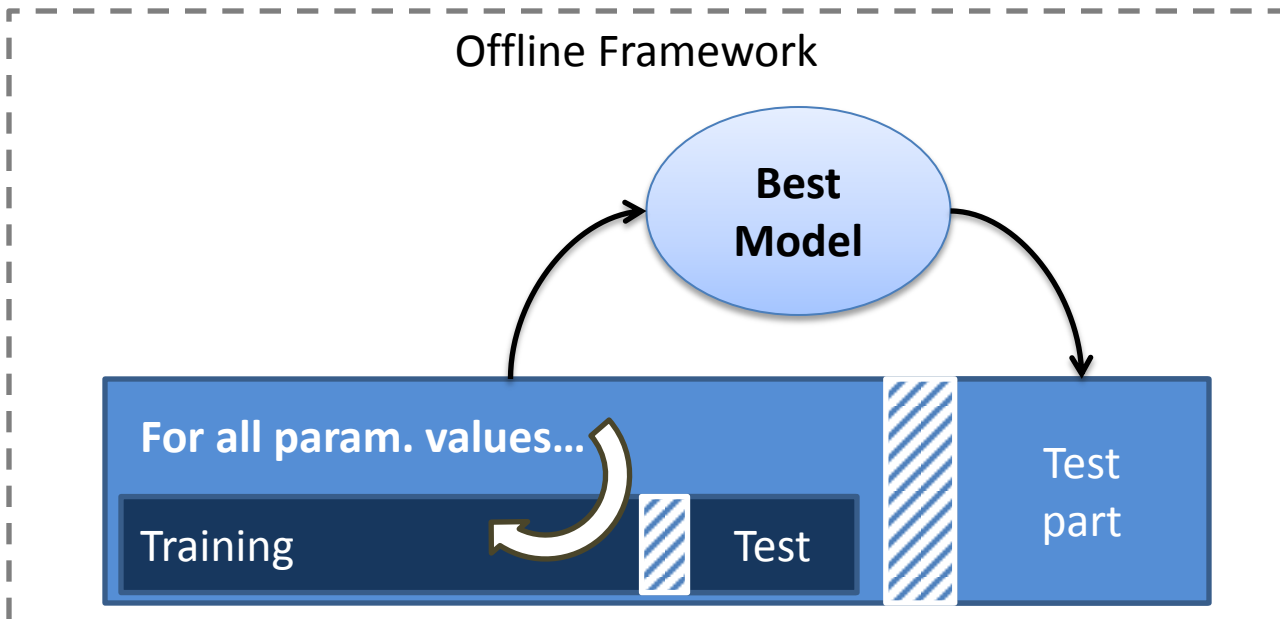 Offline Framework
Best
Model
For all param. values…
Training
Test
Test
part